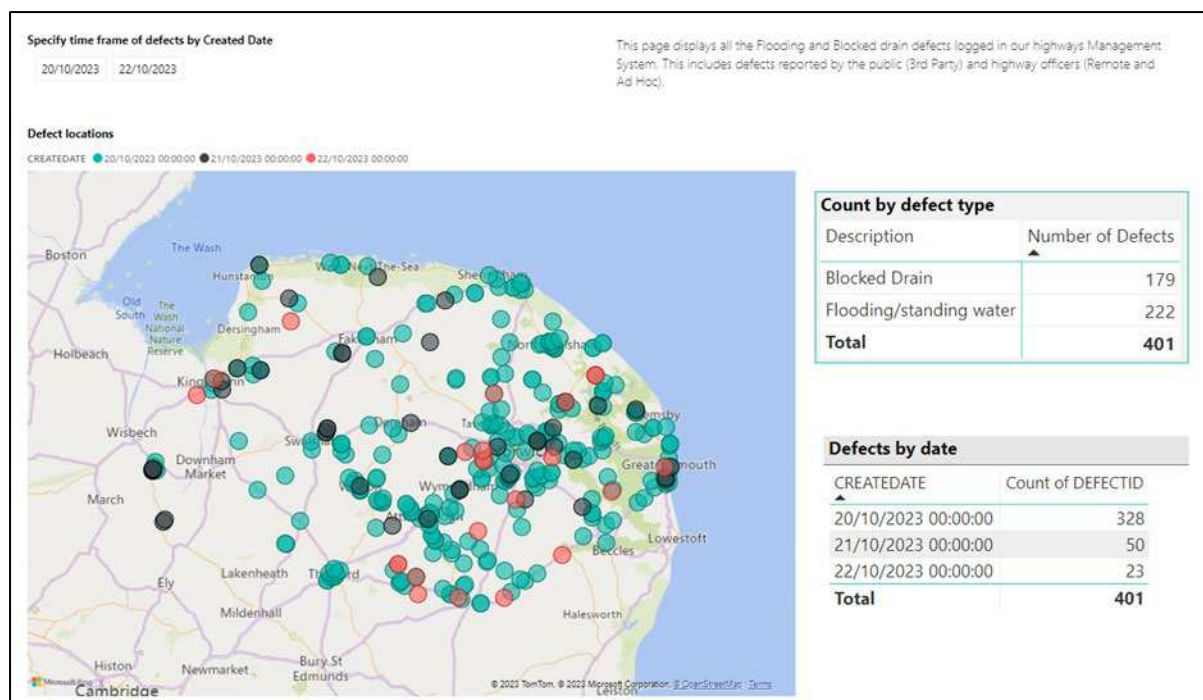 Specify time frame of defects by Created Date
20/10/2023 22/10/2023
This page displays all the Flooding and Blocked drain defects logged in our highways Management
System. This includes defects reported by the public (3rd Party) and highway officers (Remote and
Ad Hoc).
Defect locations
CREATEDATE 20/10/2023 00:00:00 21/10/2023 00:00:00 22/10/2023 00:00:00
Boston
The Wash
Hunstanton
Old
South
The
Wash
National
Nature
Reserve
Dersingham
Holbeach
Wisbech
Downham
Market
March
Great
Lowestoft
Beccles
Lakenheath
Ely
Mildenhall
Halesworth
Histon
Newmarket
Bury St
Edmunds
Cambridge
Leiston
Microsoft Bing
© 2023 TomTom, © 2023 Microsoft Corporation, © OpenStreetMap Terms
Count by defect type
Description Number of Defects
Blocked Drain 179
Flooding/standing water 222
Total 401
Defects by date
CREATEDATE Count of DEFECTID
20/10/2023 00:00:00 328
21/10/2023 00:00:00 50
22/10/2023 00:00:00 23
Total 401